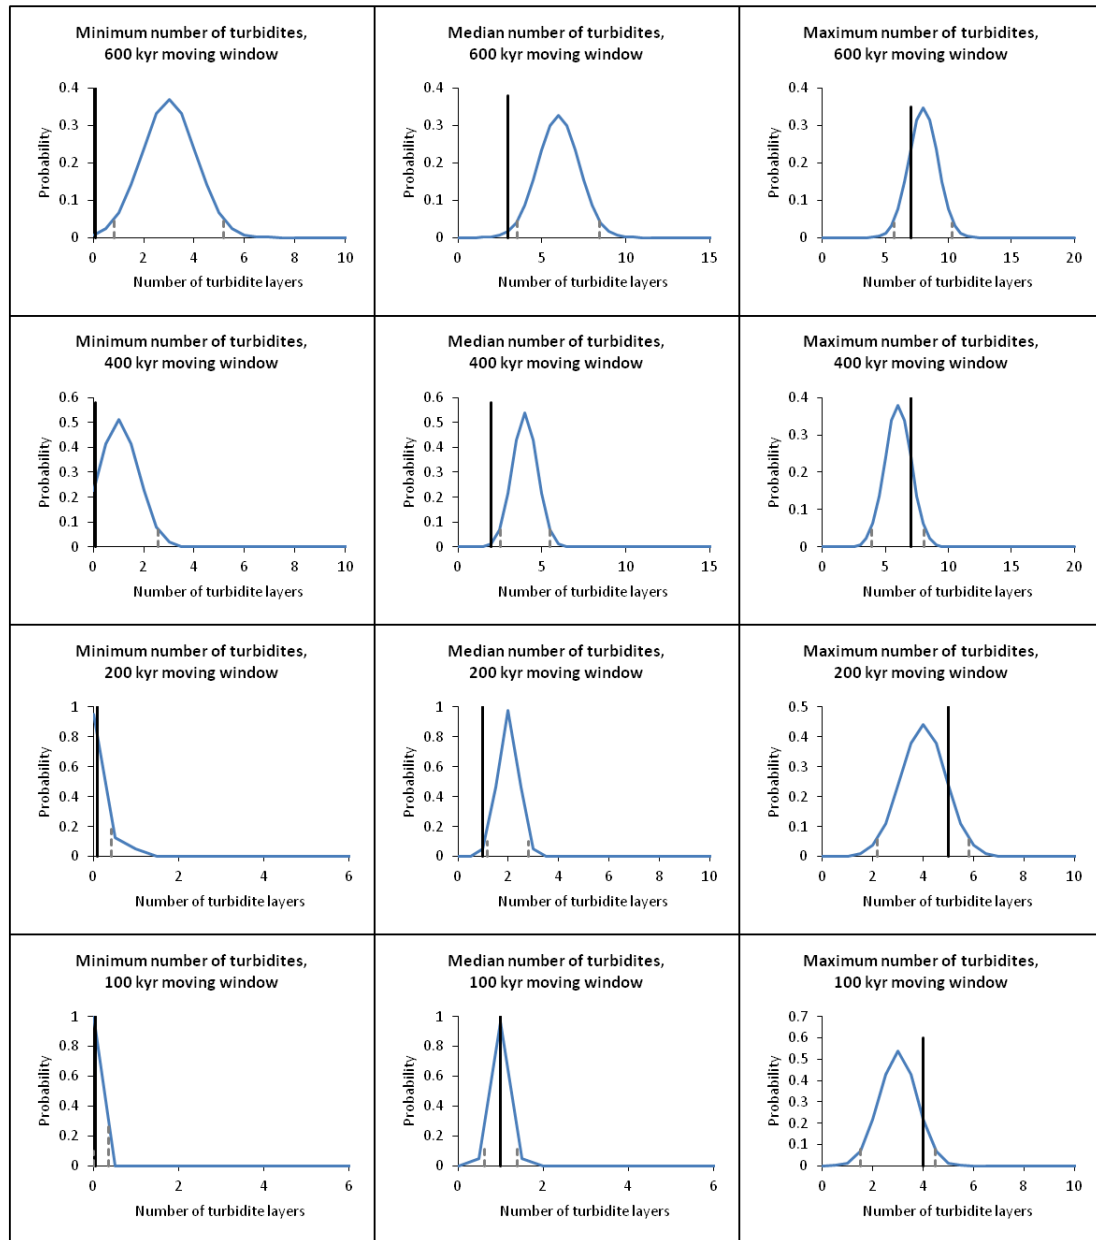 Minimum number of turbidites,
600 kyr moving window
0.4
0.3
0.2
0.1
0
Probability
0 2 4 6 8 10
Number of turbidite layers
Median number of turbidites,
600 kyr moving window
0.4
0.3
0.2
0.1
0
Probability
0 5 10 15
Number of turbidite layers
Maximum number of turbidites,
600 kyr moving window
0.4
0.3
0.2
0.1
0
Probability
0 5 10 15 20
Number of turbidite layers
Minimum number of turbidites,
400 kyr moving window
0.6
0.5
0.4
0.3
0.2
0.1
0
Probability
0 2 4 6 8 10
Number of turbidite layers
Median number of turbidites,
400 kyr moving window
0.6
0.5
0.4
0.3
0.2
0.1
0
Probability
0 5 10 15
Number of turbidite layers
Maximum number of turbidites,
400 kyr moving window
0.4
0.3
0.2
0.1
0
Probability
0 5 10 15 20
Number of turbidite layers
Minimum number of turbidites,
200 kyr moving window
1
0.8
0.6
0.4
0.2
0
Probability
0 2 4 6
Number of turbidite layers
Median number of turbidites,
200 kyr moving window
1
0.8
0.6
0.4
0.2
0
Probability
0 2 4 6 8 10
Number of turbidite layers
Maximum number of turbidites,
200 kyr moving window
0.5
0.4
0.3
0.2
0.1
0
Probability
0 2 4 6 8 10
Number of turbidite layers
Minimum number of turbidites,
100 kyr moving window
1
0.8
0.6
0.4
0.2
0
Probability
0 2 4 6
Number of turbidite layers
Median number of turbidites,
100 kyr moving window
1
0.8
0.6
0.4
0.2
0
Probability
0 2 4 6
Number of turbidite layers
Maximum number of turbidites,
100 kyr moving window
0.7
0.6
0.5
0.4
0.3
0.2
0.1
0
Probability
0 2 4 6 8 10
Number of turbidite layers